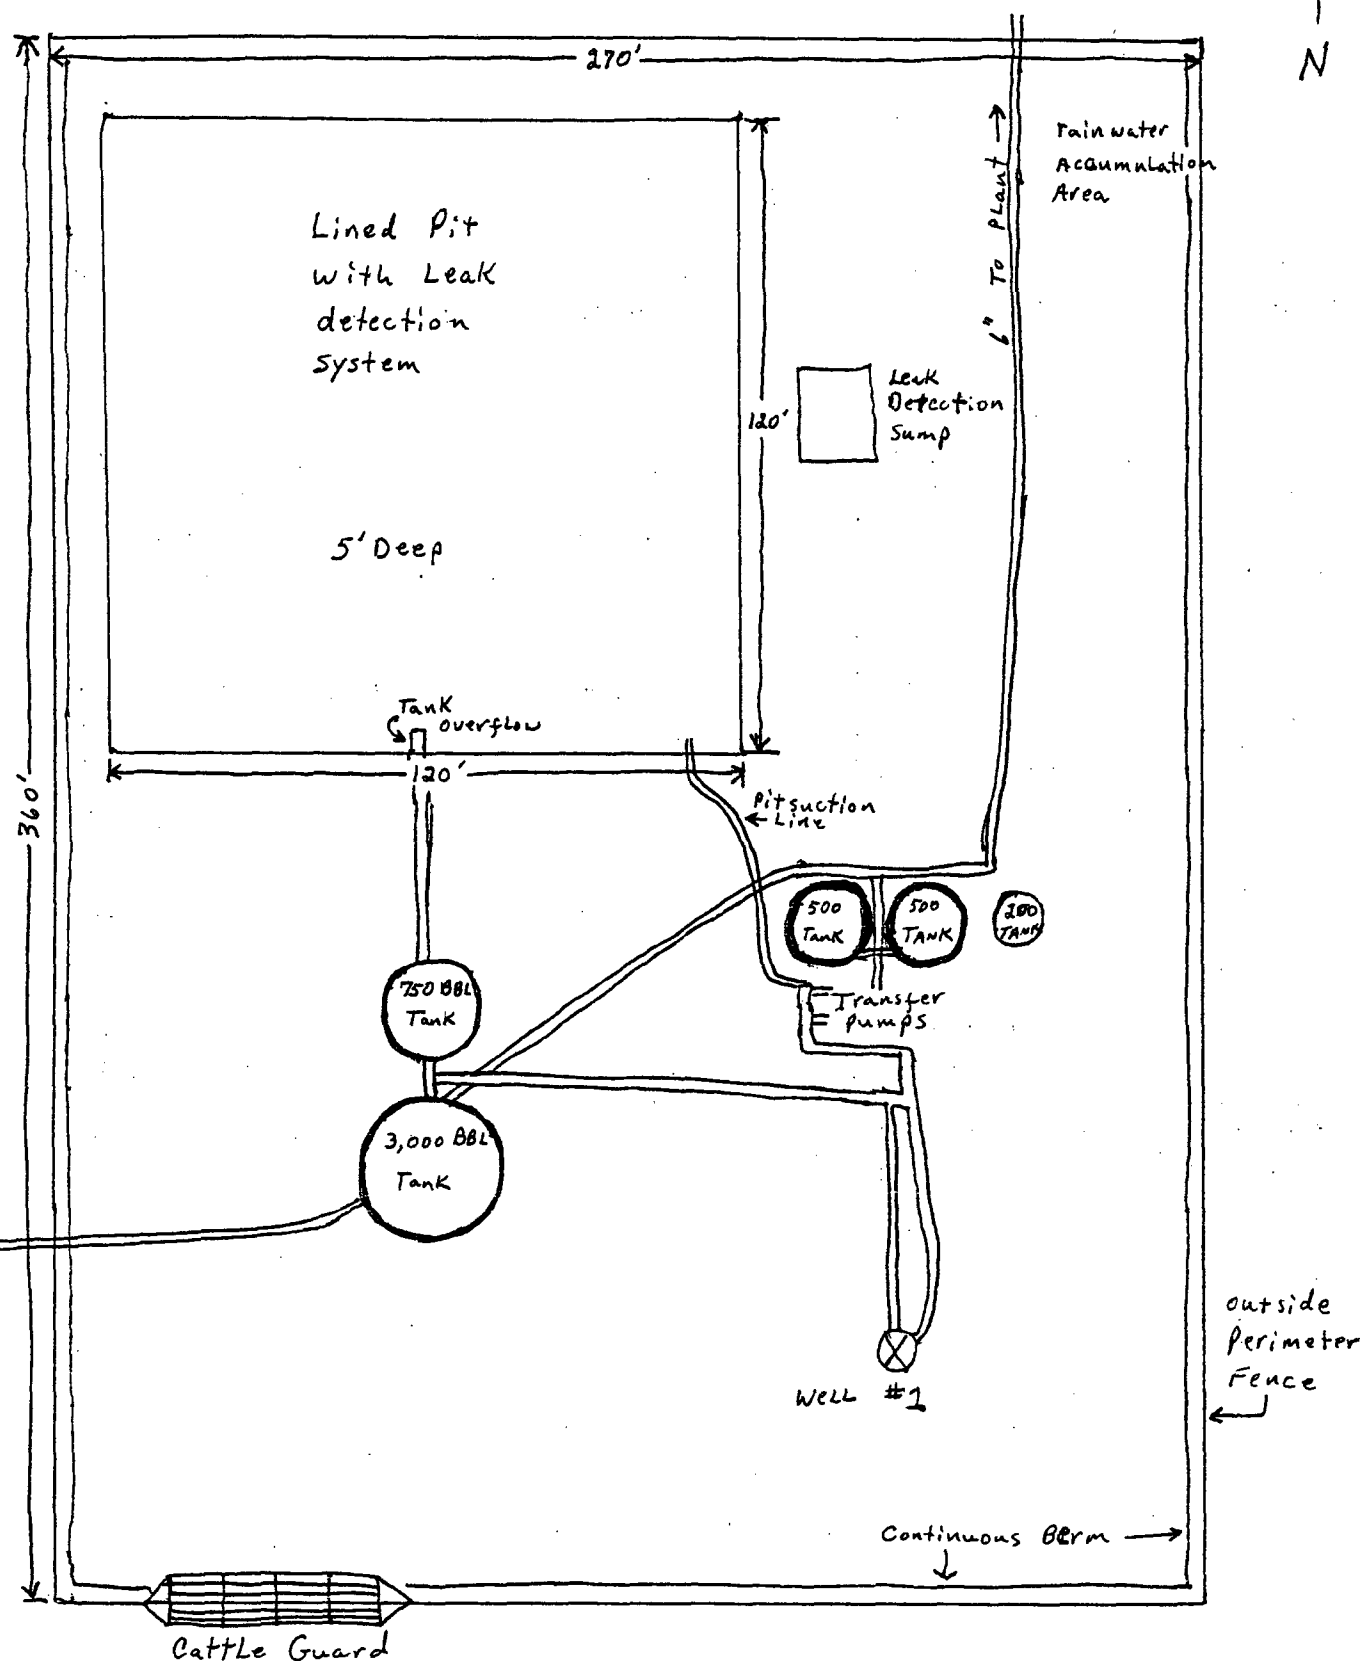 N
270'
rainwater
Accumulation
Area
6" To Plant
Lined Pit
with Leak
detection
system
Leak
Detection
Sump
120'
5' Deep
Tank
overflow
120'
360'
Pit suction
Line
500
Tank
500
TANK
200
TANK
750 BBL
Tank
Transfer
Pumps
3,000 BBL
Tank
outside
Perimeter
Fence
WELL #1
Continuous Berm
Cattle Guard